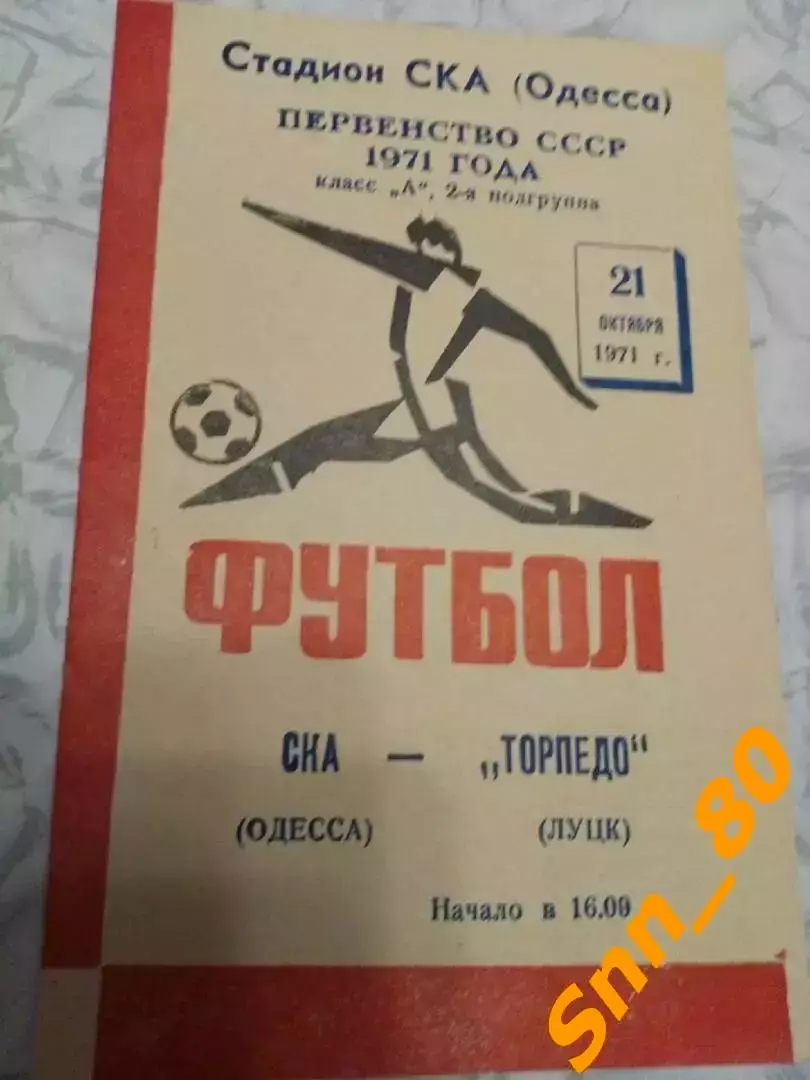 Стадион СКА (Одесса)
ПЕРВЕНСТВО СССР
1971 ГОДА
класс „А“, 2-я подгруппа
21
ОКТЯБРЯ
1971 г.
ФУТБОЛ
СКА — „ТОРПЕДО“
(ОДЕССА) (ЛУЦК)
Начало в 16.00
Snn_80